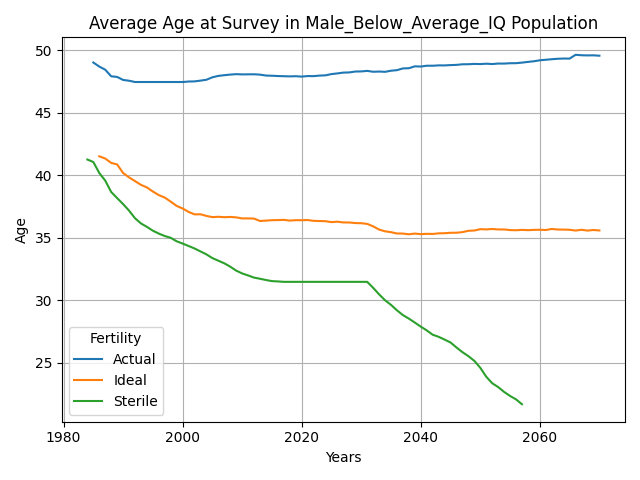 Average Age at Survey in Male_Below_Average_IQ Population
Age
50
45
40
35
30
25
Fertility
Actual
Ideal
Sterile
1980
2000
2020
2040
2060
Years